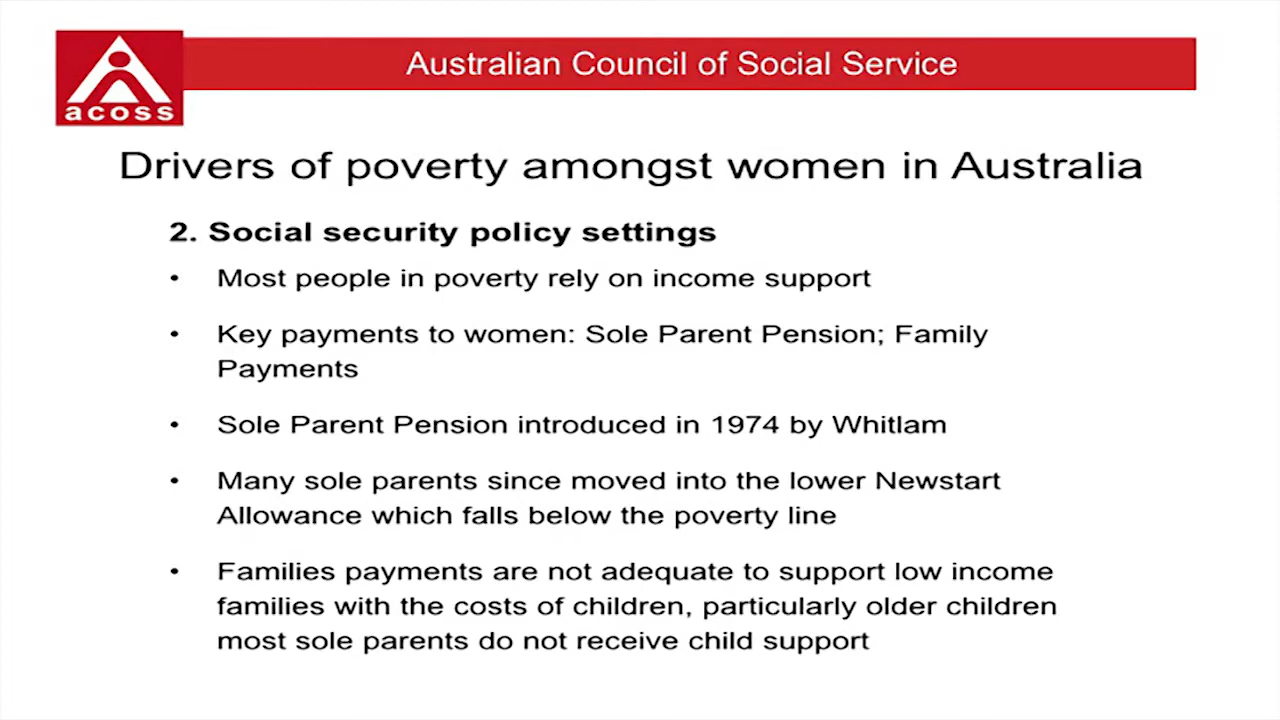 Australian Council of Social Service
acoss
Drivers of poverty amongst women in Australia
2. Social security policy settings
• Most people in poverty rely on income support
• Key payments to women: Sole Parent Pension; Family
Payments
• Sole Parent Pension introduced in 1974 by Whitlam
• Many sole parents since moved into the lower Newstart
Allowance which falls below the poverty line
• Families payments are not adequate to support low income
families with the costs of children, particularly older children
most sole parents do not receive child support